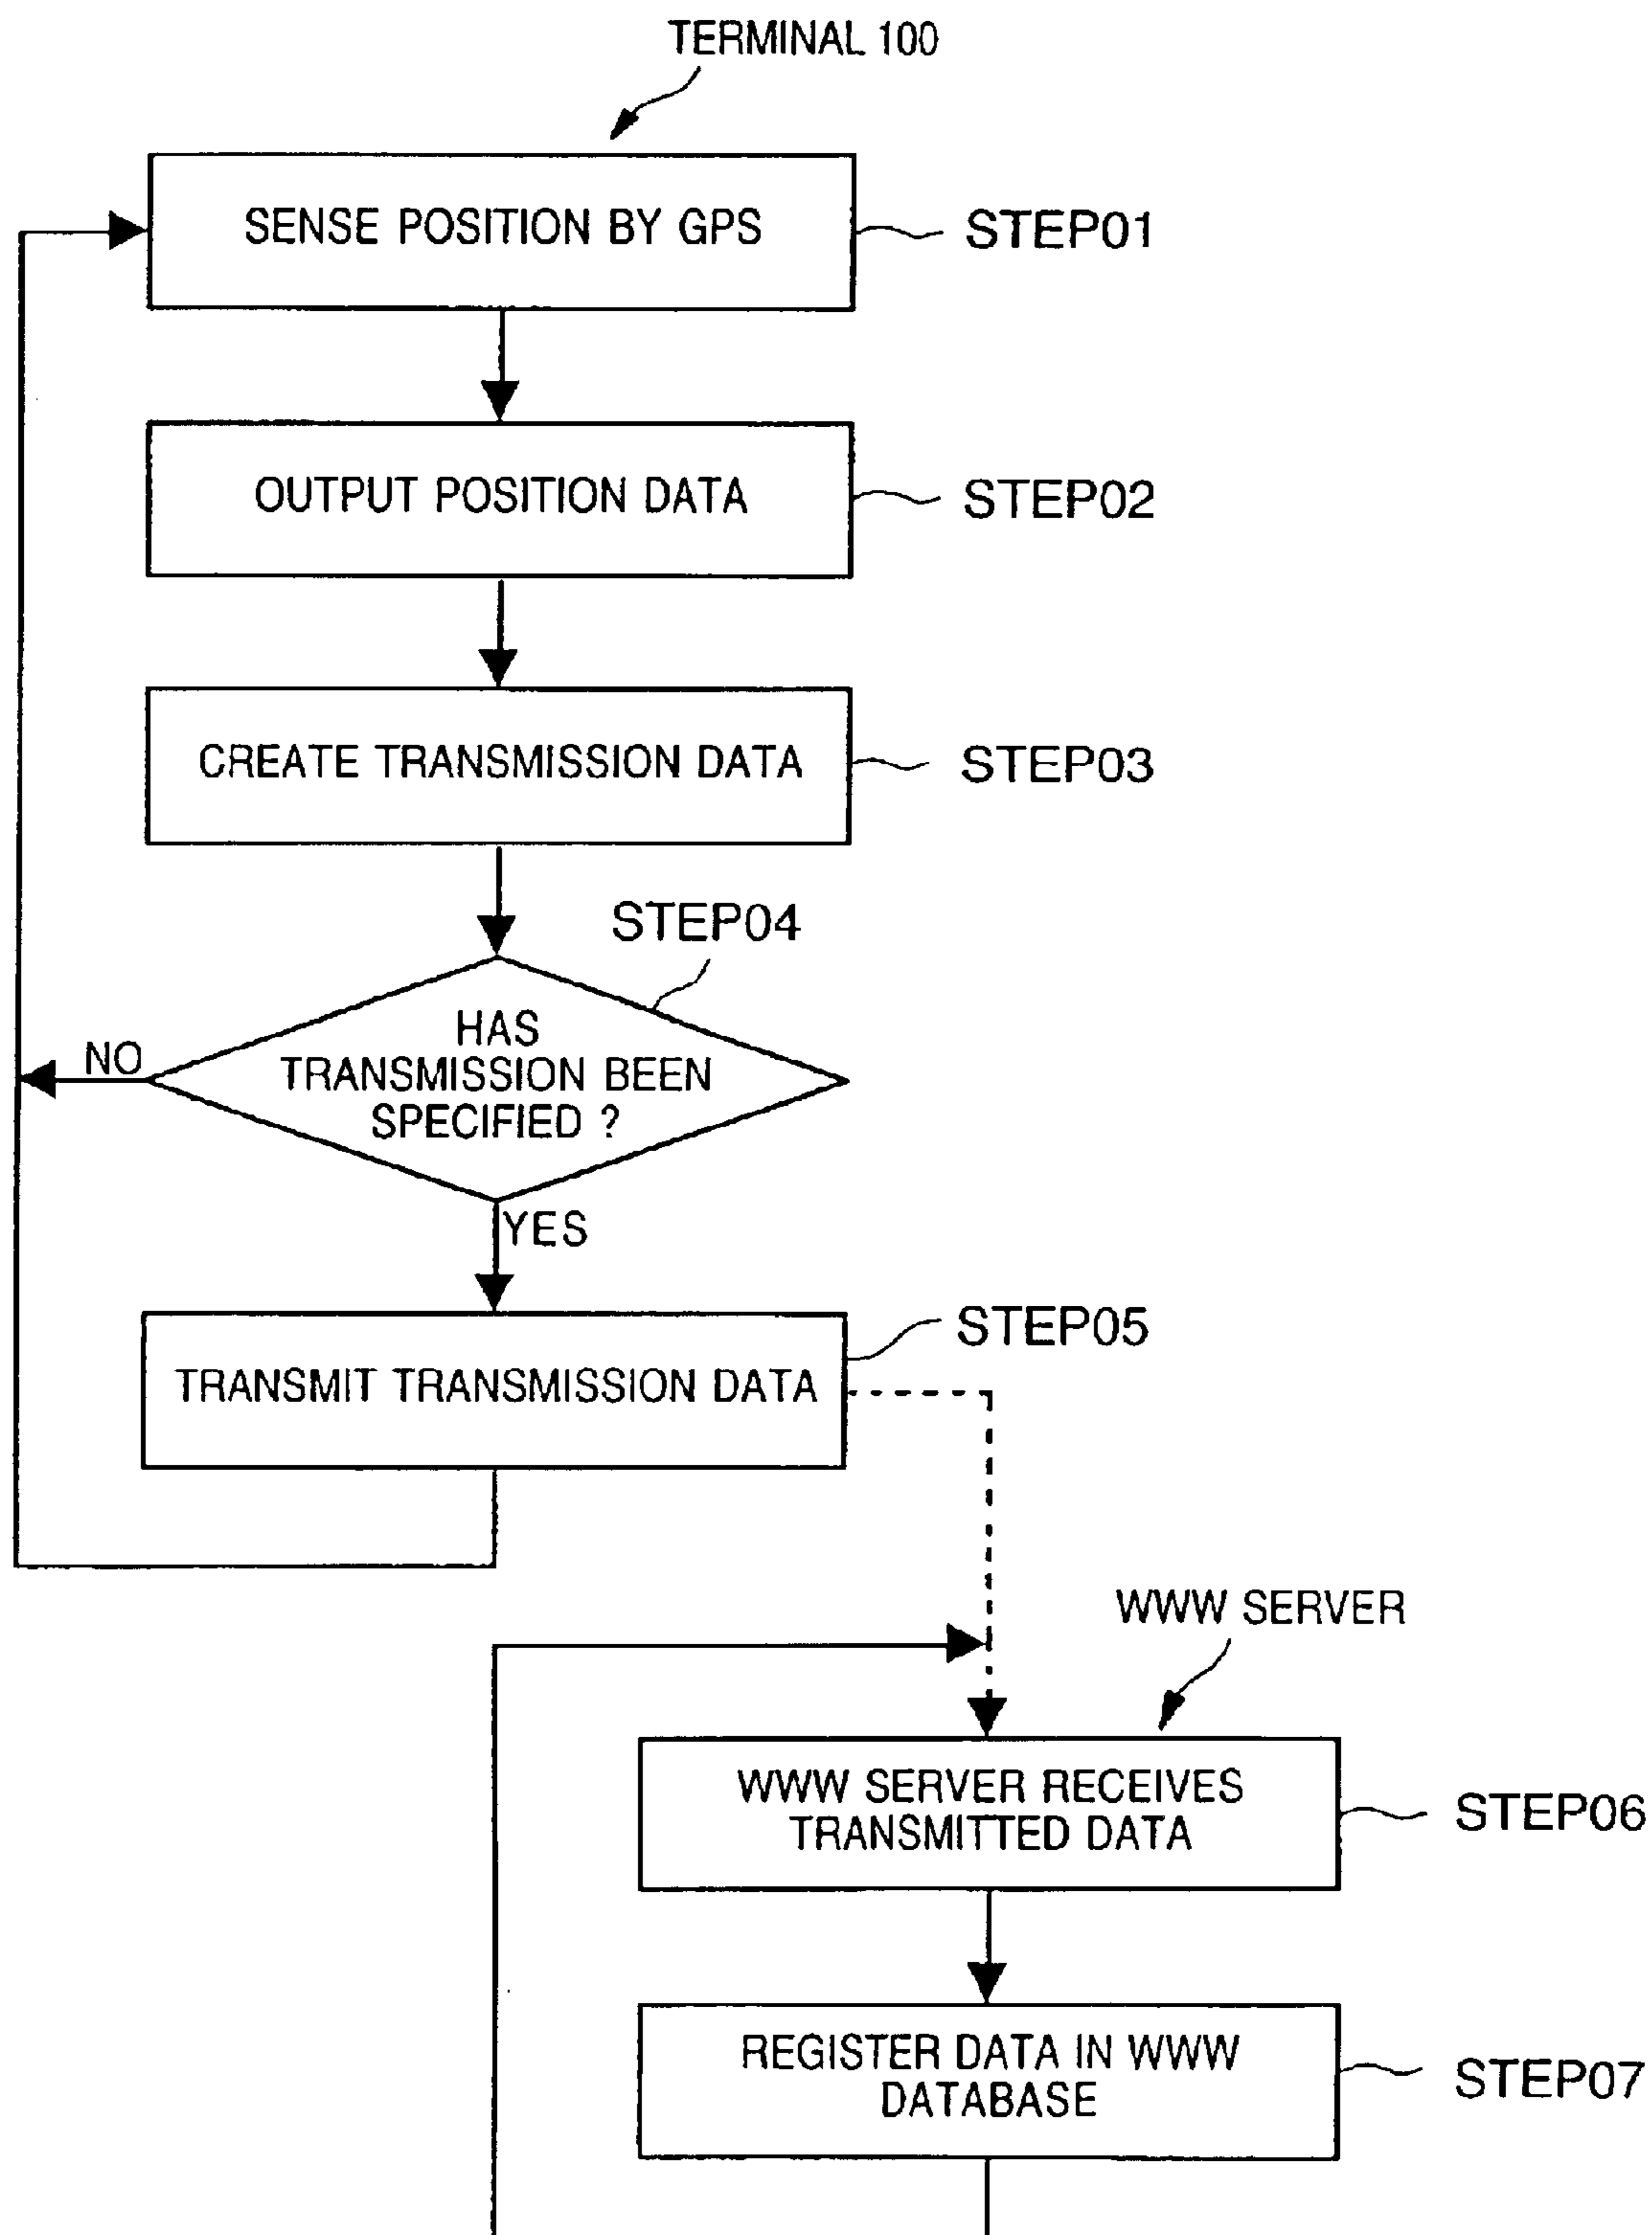 TERMINAL 100
SENSE POSITION BY GPS
STEP01
OUTPUT POSITION DATA
STEP02
CREATE TRANSMISSION DATA
STEP03
STEP04
HAS
TRANSMISSION BEEN
SPECIFIED ?
NO
YES
STEP05
TRANSMIT TRANSMISSION DATA
WWW SERVER
WWW SERVER RECEIVES
TRANSMITTED DATA
STEP06
REGISTER DATA IN WWW
DATABASE
STEP07